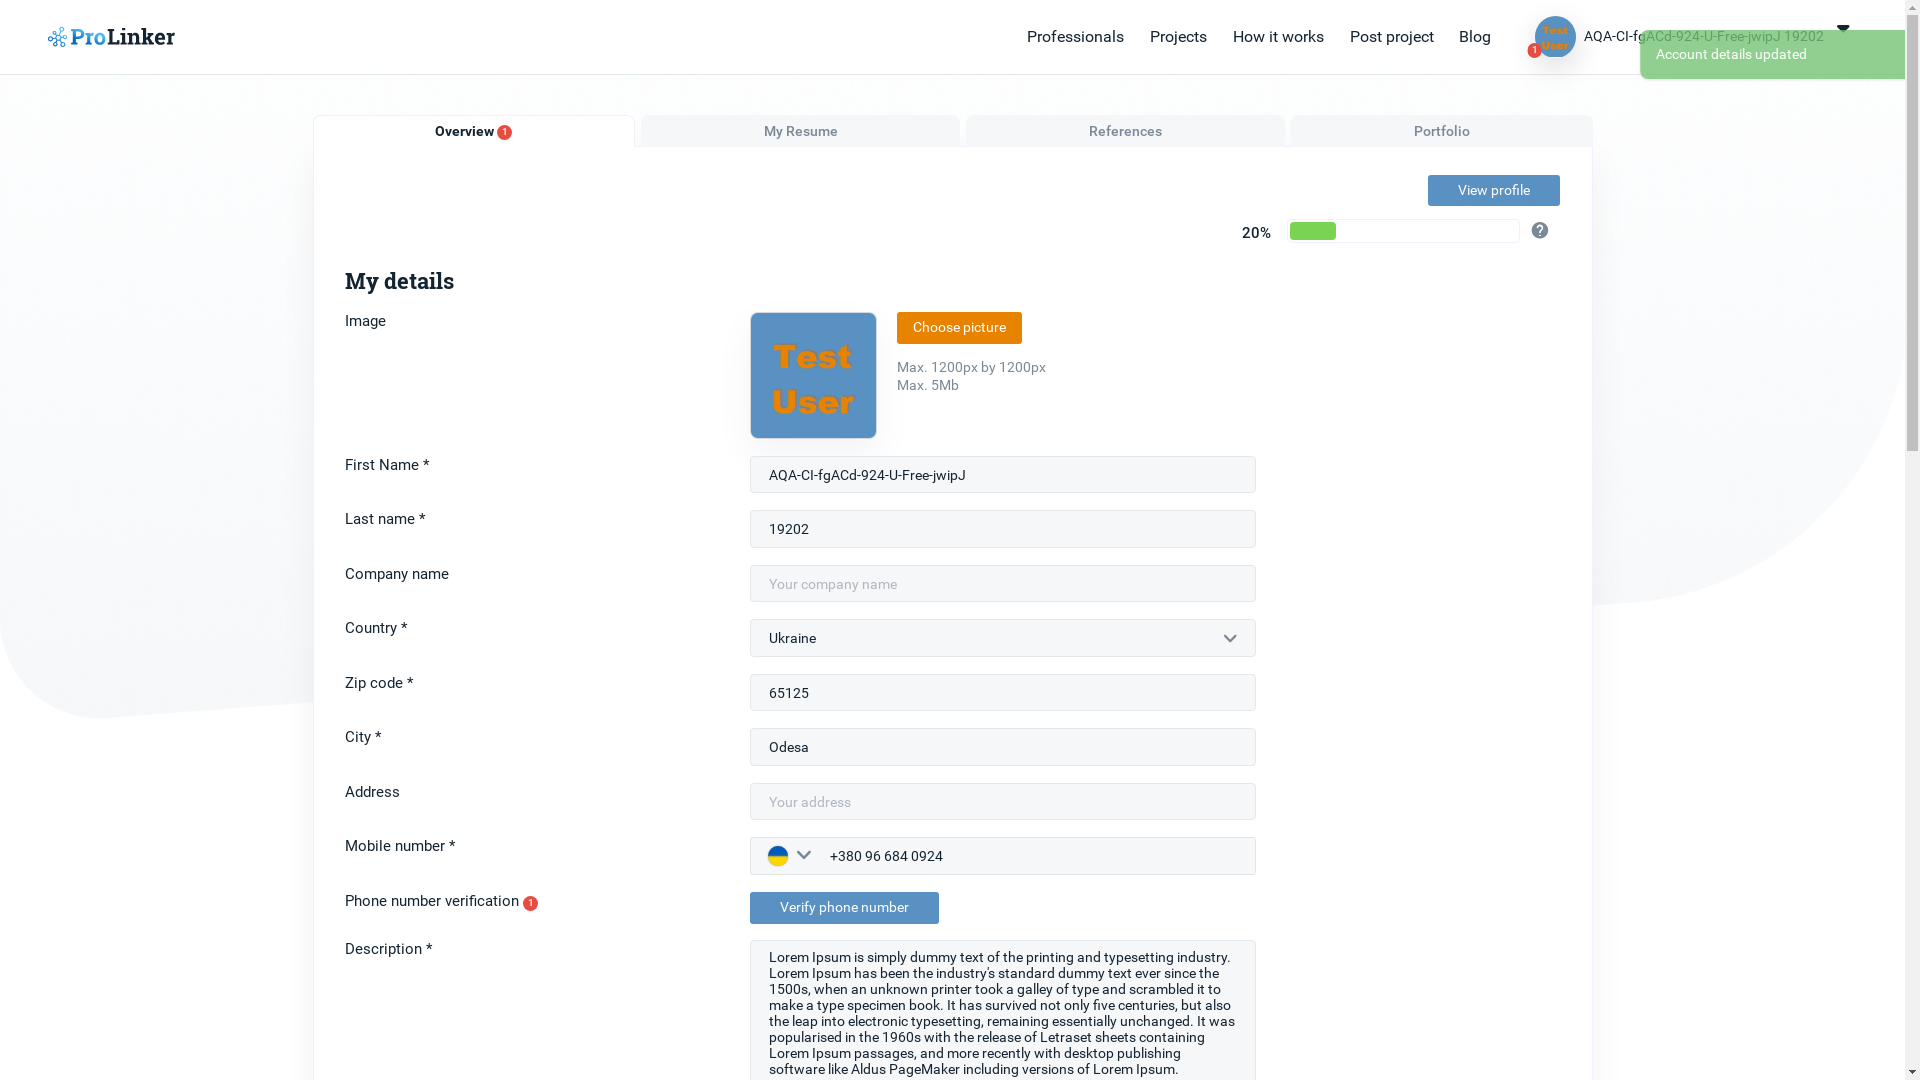 ProLinker
Professionals
Projects
How it works
Post project
Blog
Test
User
1
AQA-CI-fgACd-924-U-Free-jwipJ 19202
Account details updated
Overview 1
My Resume
References
Portfolio
View profile
20%
?
My details
Image
Test
User
Choose picture
Max. 1200px by 1200px
Max. 5Mb
First Name *
AQA-CI-fgACd-924-U-Free-jwipJ
Last name *
19202
Company name
Your company name
Country *
Ukraine
Zip code *
65125
City *
Odesa
Address
Your address
Mobile number *
+380 96 684 0924
Phone number verification 1
Verify phone number
Description *
Lorem Ipsum is simply dummy text of the printing and typesetting industry.
Lorem Ipsum has been the industry's standard dummy text ever since the
1500s, when an unknown printer took a galley of type and scrambled it to
make a type specimen book. It has survived not only five centuries, but also
the leap into electronic typesetting, remaining essentially unchanged. It was
popularised in the 1960s with the release of Letraset sheets containing
Lorem Ipsum passages, and more recently with desktop publishing
software like Aldus PageMaker including versions of Lorem Ipsum.